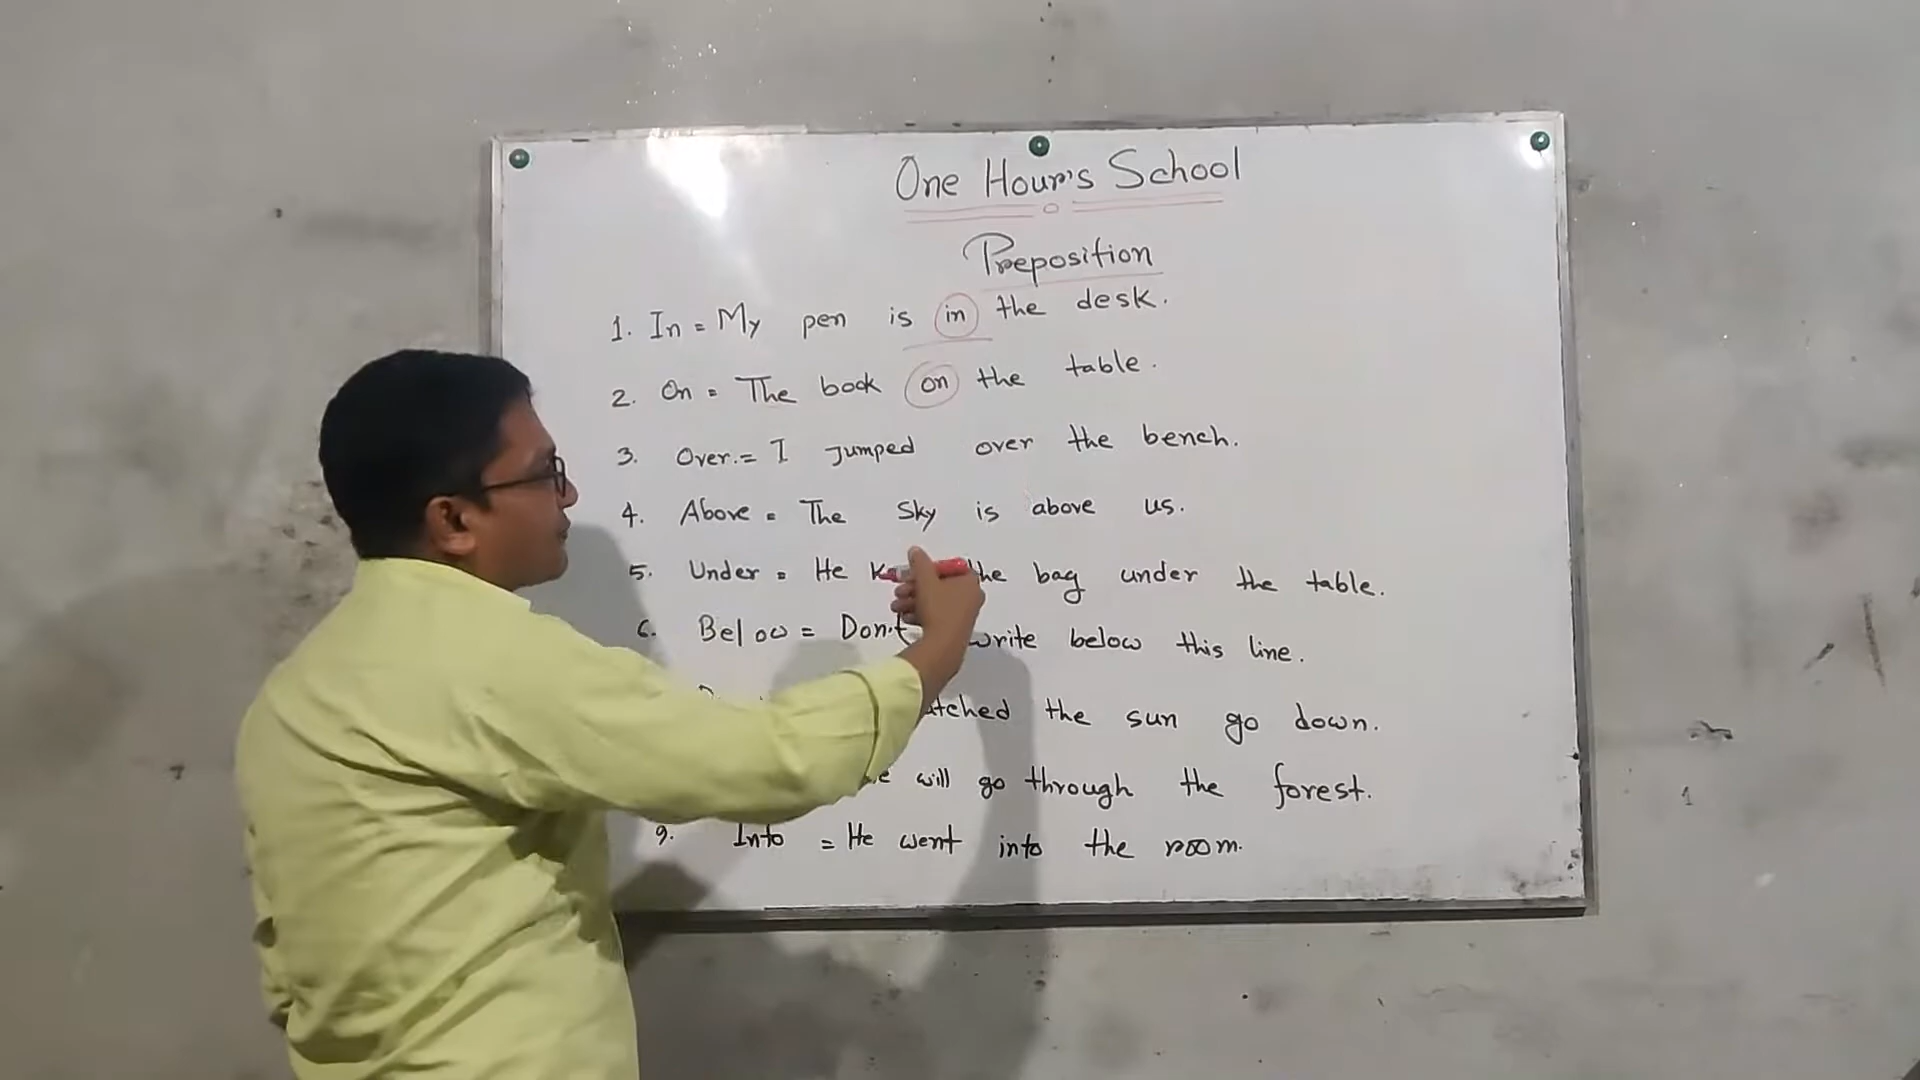 One Hour's School
Preposition
1. In = My pen is in the desk.
2. On = The book on the table.
3. Over. = I Jumped over the bench.
4. Above = The Sky is above us.
5. Under = He the bag under the table.
6. Below = Don't write below this line.
the sun go down.
will go through the forest.
9. Into = He went into the room.